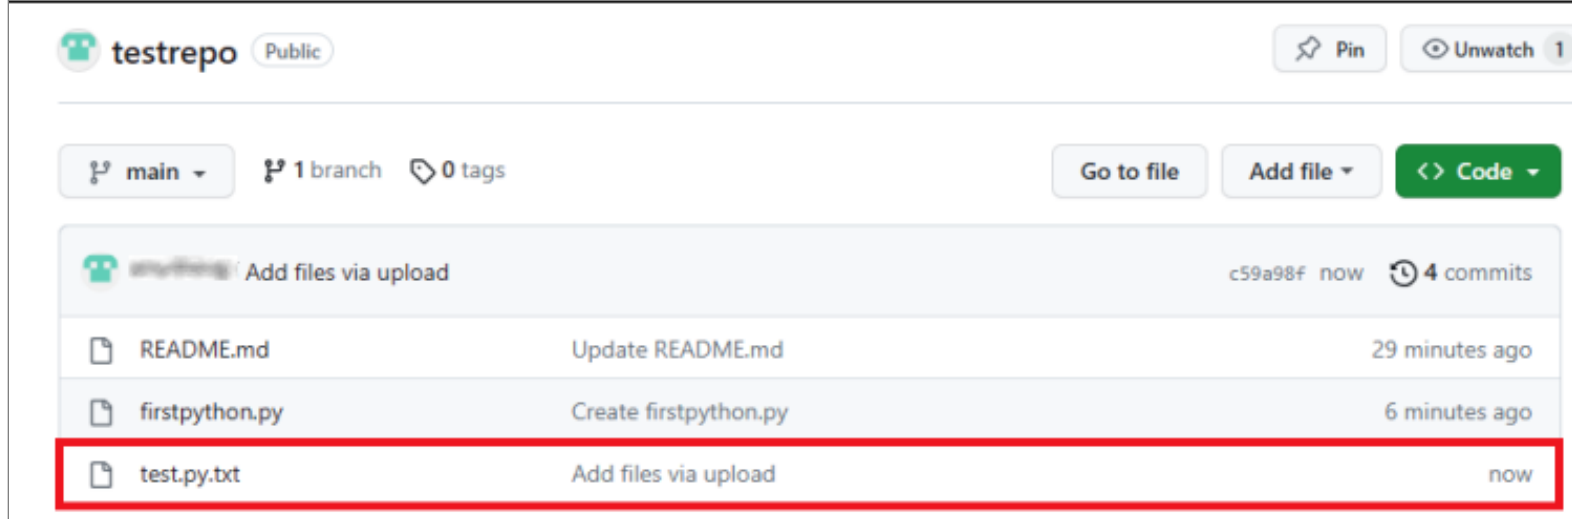 testrepo Public Pin Unwatch 1
main 1 branch 0 tags Go to file Add file <> Code
Add files via upload c59a98f now 4 commits
README.md Update README.md 29 minutes ago
firstpython.py Create firstpython.py 6 minutes ago
test.py.txt Add files via upload now